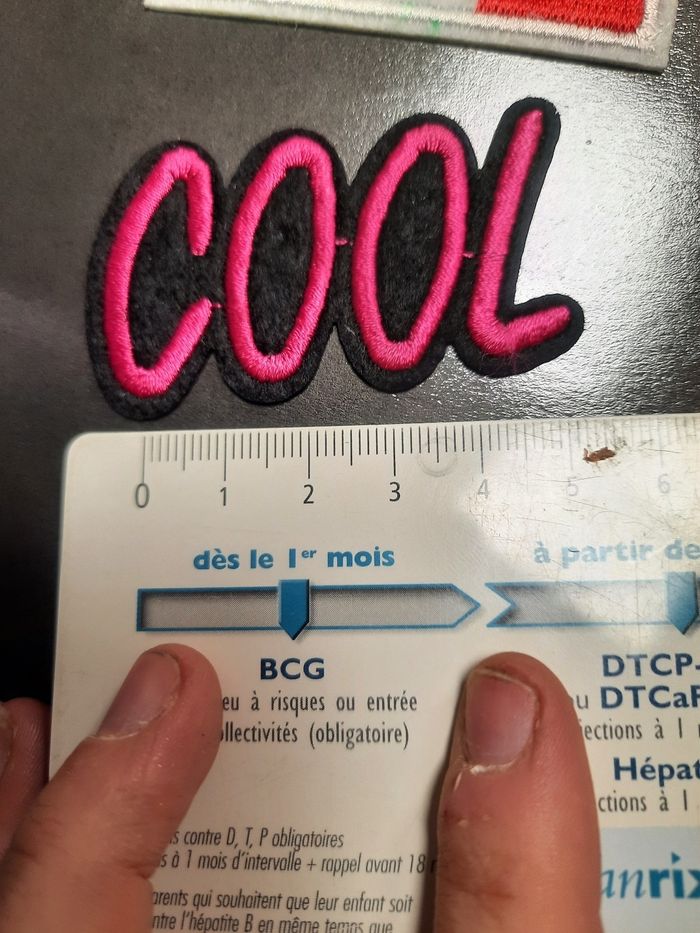 COOL
0 1 2 3 4 5 6
dès le 1er mois
à partir de
BCG
eu à risques ou entrée
ollectivités (obligatoire)
DTCP-
u DTCaP
ections à 1
Hépat
ctions à 1
s contre D, T, P obligatoires
s à 1 mois d'intervalle + rappel avant 18
arents qui souhaitent que leur enfant soit
ntre l'hépatite B en même temps que
anrix